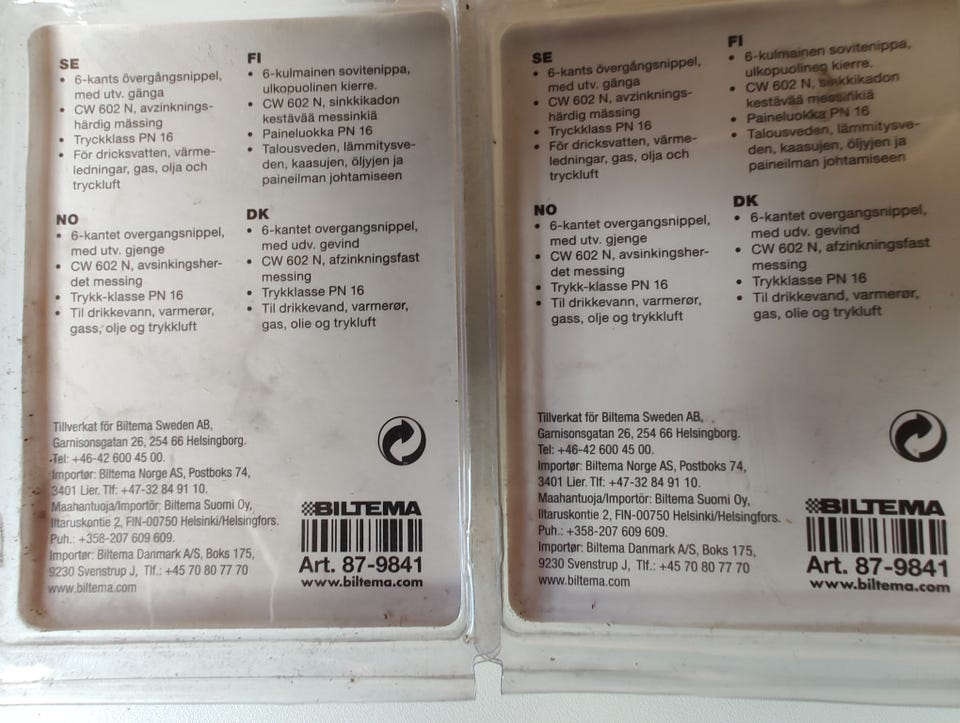 SE
• 6-kants övergångsnippel,
med utv. gänga
• CW 602 N, avzinknings-
härdig mässing
• Tryckklass PN 16
• För dricksvatten, värme-
ledningar, gas, olja och
tryckluft
FI
• 6-kulmainen sovitenippa,
ulkopuolinen kierre.
• CW 602 N, sinkkikadon
kestävää messinkiä
• Paineluokka PN 16
• Talousveden, lämmitysve-
den, kaasujen, öljyjen ja
paineilman johtamiseen
NO
• 6-kantet overgangsnippel,
med utv. gjenge
• CW 602 N, avsinkingsher-
det messing
• Trykk-klasse PN 16
• Til drikkevann, varmerør,
gass, olje og trykkluft
DK
• 6-kantet overgangsnippel,
med udv. gevind
• CW 602 N, afzinkningsfast
messing
• Trykklasse PN 16
• Til drikkevand, varmerør,
gas, olie og trykluft
Tillverkat för Biltema Sweden AB,
Garnisonsgatan 26, 254 66 Helsingborg.
Tel: +46-42 600 45 00.
Importør: Biltema Norge AS, Postboks 74,
3401 Lier. Tlf: +47-32 84 91 10.
Maahantuoja/Importör: Biltema Suomi Oy,
Iltaruskontie 2, FIN-00750 Helsinki/Helsingfors.
Puh.: +358-207 609 609.
Importør: Biltema Danmark A/S, Boks 175,
9230 Svenstrup J, Tlf.: +45 70 80 77 70
www.biltema.com
BILTEMA
Art. 87-9841
www.biltema.com
SE
• 6-kants övergångsnippel,
med utv. gänga
• CW 602 N, avzinknings-
härdig mässing
• Tryckklass PN 16
• För dricksvatten, värme-
ledningar, gas, olja och
tryckluft
FI
• 6-kulmainen sovitenippa,
ulkopuolinen kierre.
• CW 602 N, sinkkikadon
kestävää messinkiä
• Paineluokka PN 16
• Talousveden, lämmitysve-
den, kaasujen, öljyjen ja
paineilman johtamiseen
NO
• 6-kantet overgangsnippel,
med utv. gjenge
• CW 602 N, avsinkingsher-
det messing
• Trykk-klasse PN 16
• Til drikkevann, varmerør,
gass, olje og trykkluft
DK
• 6-kantet overgangsnippel,
med udv. gevind
• CW 602 N, afzinkningsfast
messing
• Trykklasse PN 16
• Til drikkevand, varmerør,
gas, olie og trykluft
Tillverkat för Biltema Sweden AB,
Garnisonsgatan 26, 254 66 Helsingborg.
Tel: +46-42 600 45 00.
Importør: Biltema Norge AS, Postboks 74,
3401 Lier. Tlf: +47-32 84 91 10.
Maahantuoja/Importör: Biltema Suomi Oy,
Iltaruskontie 2, FIN-00750 Helsinki/Helsingfors.
Puh.: +358-207 609 609.
Importør: Biltema Danmark A/S, Boks 175,
9230 Svenstrup J, Tlf.: +45 70 80 77 70
www.biltema.com
BILTEMA
Art. 87-9841
www.biltema.com